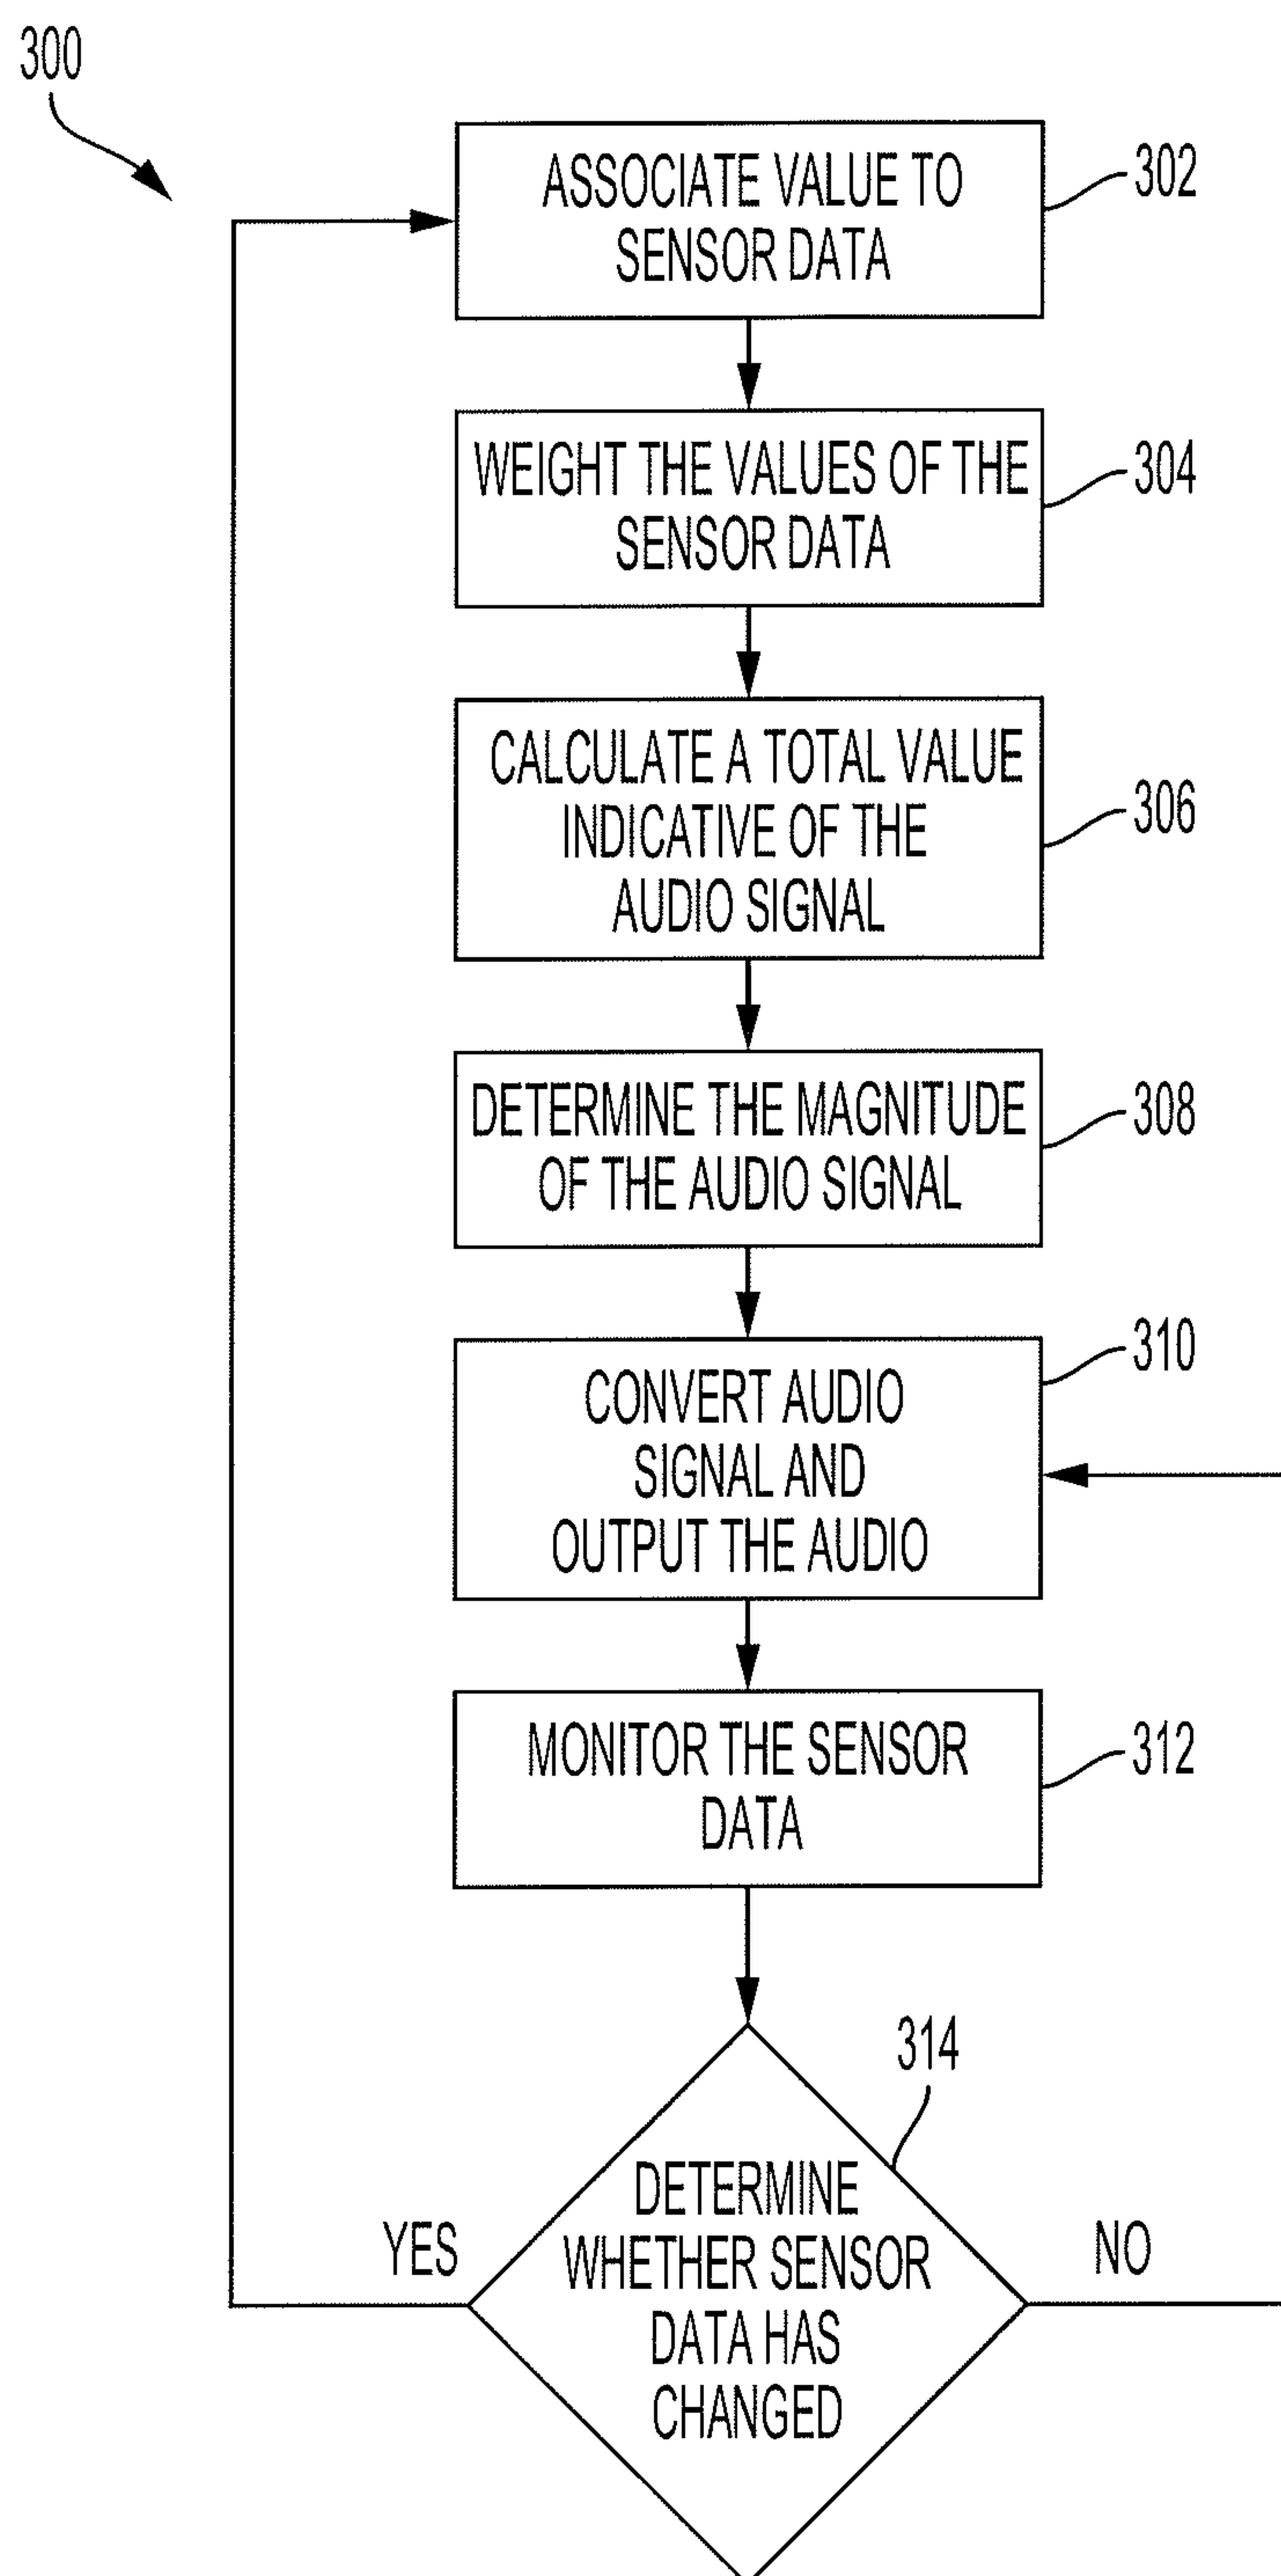 300
ASSOCIATE VALUE TO
SENSOR DATA
302
WEIGHT THE VALUES OF THE
SENSOR DATA
304
CALCULATE A TOTAL VALUE
INDICATIVE OF THE
AUDIO SIGNAL
306
DETERMINE THE MAGNITUDE
OF THE AUDIO SIGNAL
308
CONVERT AUDIO
SIGNAL AND
OUTPUT THE AUDIO
310
MONITOR THE SENSOR
DATA
312
314
DETERMINE
WHETHER SENSOR
DATA HAS
CHANGED
YES
NO